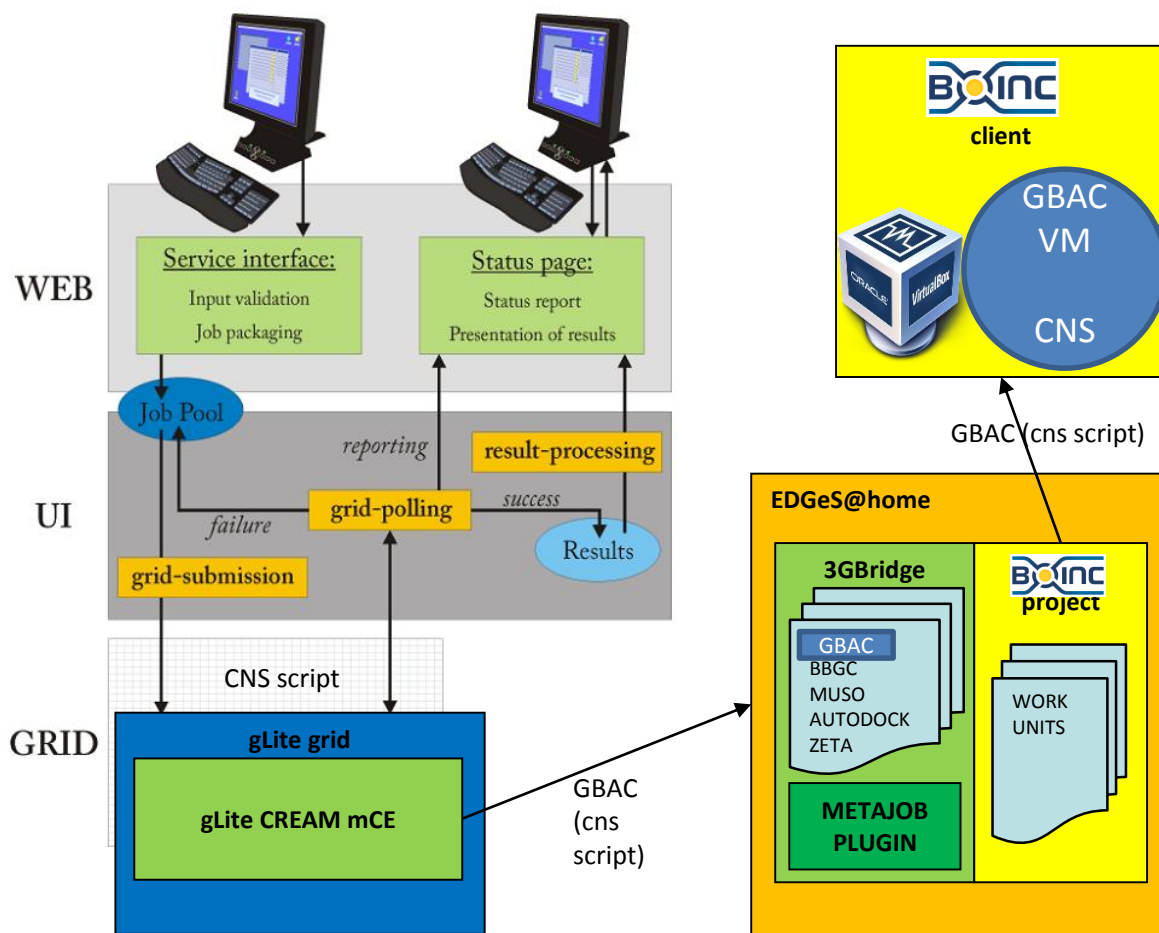 WEB
Service interface:
Input validation
Job packaging
Status page:
Status report
Presentation of results
Job Pool
UI
reporting
result-processing
grid-polling
success
failure
Results
grid-submission
CNS script
GRID
gLite grid
gLite CREAM mCE
GBAC
(cns
script)
BOINC
client
GBAC
VM
CNS
ORACLE
VirtualBox
GBAC (cns script)
EDGeS@home
3GBridge
GBAC
BBGC
MUSO
AUTODOCK
ZETA
METAJOB
PLUGIN
BOINC
project
WORK
UNITS